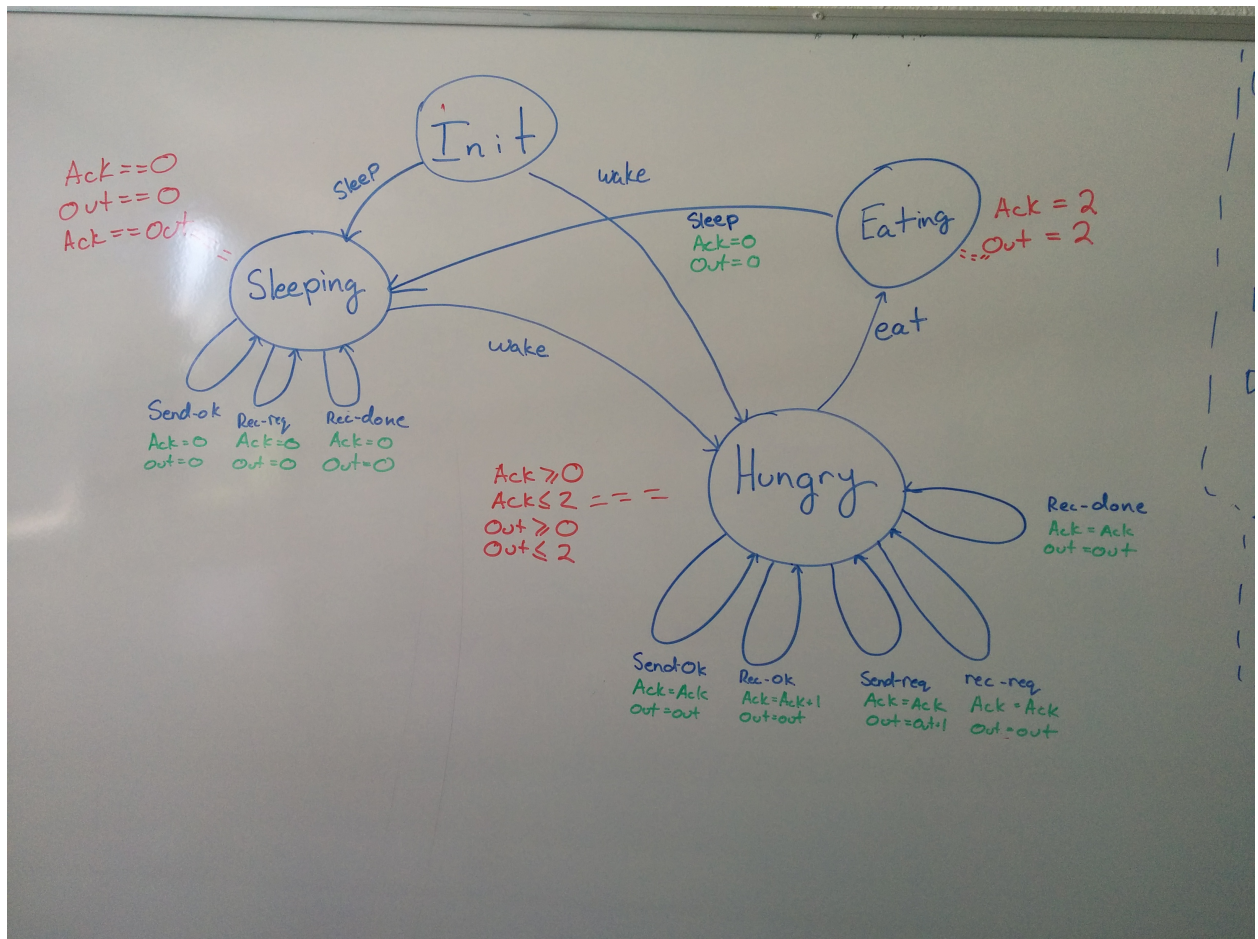 Init
Ack==0
Out==0
Ack==Out
Sleep
wake
Eating
Ack = 2
Out = 2
Sleep
Ack=0
Out=0
Sleeping
wake
eat
Send-ok
Ack=0
Out=0
Rec-req
Ack=0
Out=0
Rec-done
Ack=0
Out=0
Hungry
Ack ≥ 0
Ack ≤ 2
Out ≥ 0
Out ≤ 2
Rec-done
Ack = Ack
Out = out
Send-Ok
Ack=Ack
Out=out
Rec-ok
Ack=Ack+1
Out=out
Send-req
Ack=Ack
Out=out+1
rec-req
Ack = Ack
Out = out